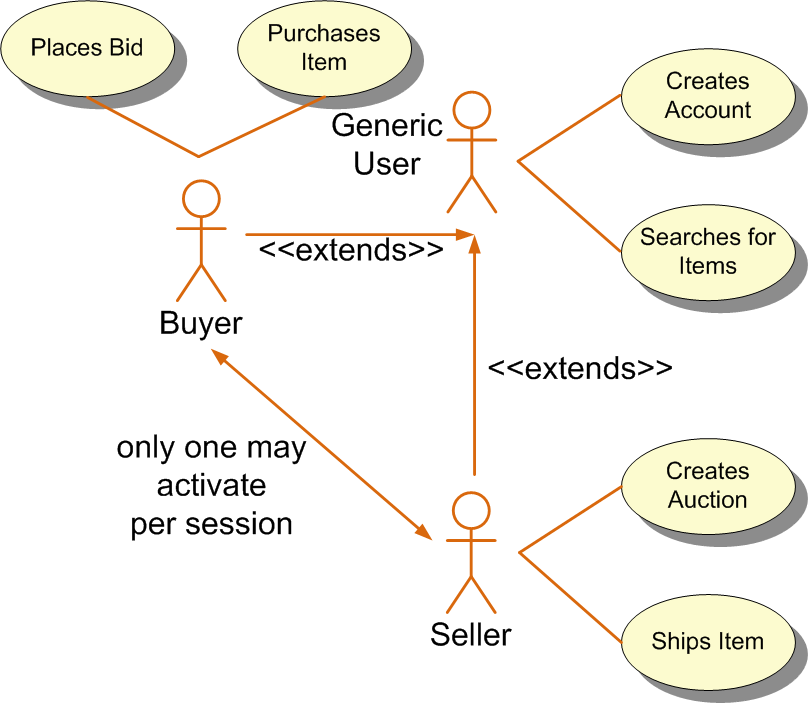 Places Bid
Purchases
Item
Generic
User
Creates
Account
Searches for
Items
<<extends>>
Buyer
<<extends>>
only one may
activate
per session
Creates
Auction
Seller
Ships Item